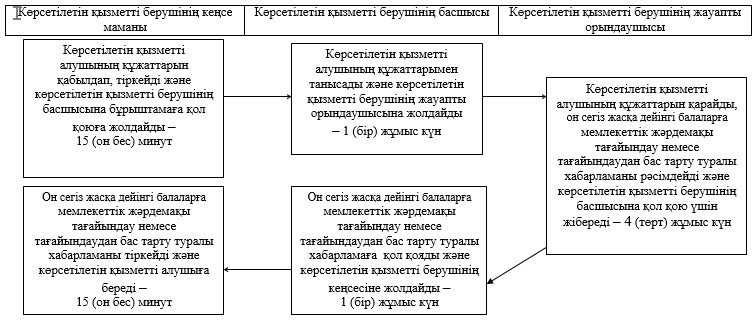 Көрсетілетін қызметті берушінің кеңсе
маманы
Көрсетілетін қызметті берушінің басшысы
Көрсетілетін қызметті берушінің жауапты
орындаушысы
Көрсетілетін қызметті
алушының құжаттарын
қабылдап, тіркейді және
көрсетілетін қызметті берушінің
басшысына бұрыштамаға қол
қоюға жолдайды –
15 (он бес) минут
Көрсетілетін қызметті
алушының құжаттарымен
танысады және көрсетілетін
қызметті берушінің жауапты
орындаушысына жолдайды
– 1 (бір) жұмыс күн
Көрсетілетін қызметті
алушының құжаттарын қарайды,
он сегіз жасқа дейінгі балаларға
мемлекеттік жәрдемақы
тағайындау немесе
тағайындаудан бас тарту туралы
хабарламаны рәсімдейді және
көрсетілетін қызметті берушінің
басшысына қол қою үшін
жібереді – 4 (төрт) жұмыс күн
Он сегіз жасқа дейінгі балаларға
мемлекеттік жәрдемақы
тағайындау немесе
тағайындаудан бас тарту туралы
хабарламаны тіркейді және
көрсетілетін қызметті алушыға
береді –
15 (он бес) минут
Он сегіз жасқа дейінгі балаларға
мемлекеттік жәрдемақы
тағайындау немесе
тағайындаудан бас тарту туралы
хабарламаға қол қояды және
көрсетілетін қызметті берушінің
кеңсесіне жолдайды –
1 (бір) жұмыс күн